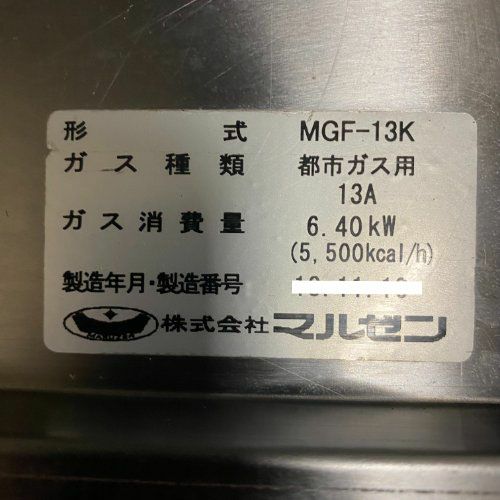 形 式 MGF-13K
ガス種類 都市ガス用
13A
ガス消費量 6.40kW
(5,500kcal/h)
製造年月・製造番号
MARUZEN 株式会社 マルゼン